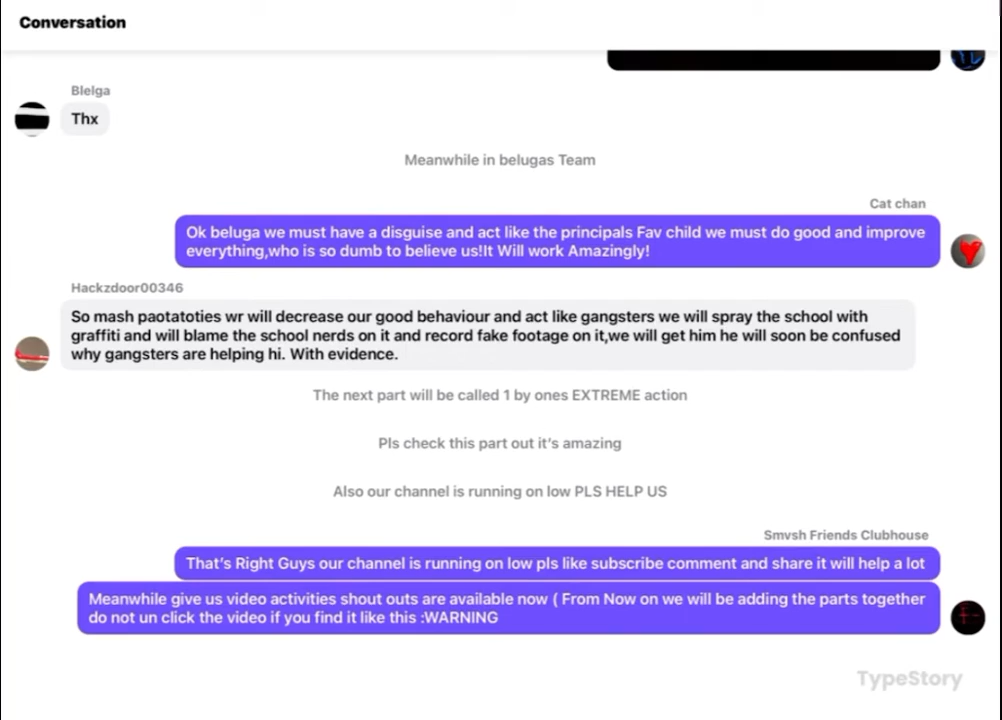 Conversation
Blelga
Thx
Meanwhile in belugas Team
Cat chan
Ok beluga we must have a disguise and act like the principals Fav child we must do good and improve
everything,who is so dumb to believe us!It Will work Amazingly!
Hackzdoor00346
So mash paotatoties wr will decrease our good behaviour and act like gangsters we will spray the school with
graffiti and will blame the school nerds on it and record fake footage on it,we will get him he will soon be confused
why gangsters are helping hi. With evidence.
The next part will be called 1 by ones EXTREME action
Pls check this part out it’s amazing
Also our channel is running on low PLS HELP US
Smvsh Friends Clubhouse
That’s Right Guys our channel is running on low pls like subscribe comment and share it will help a lot
Meanwhile give us video activities shout outs are available now ( From Now on we will be adding the parts together
do not un click the video if you find it like this :WARNING
TypeStory